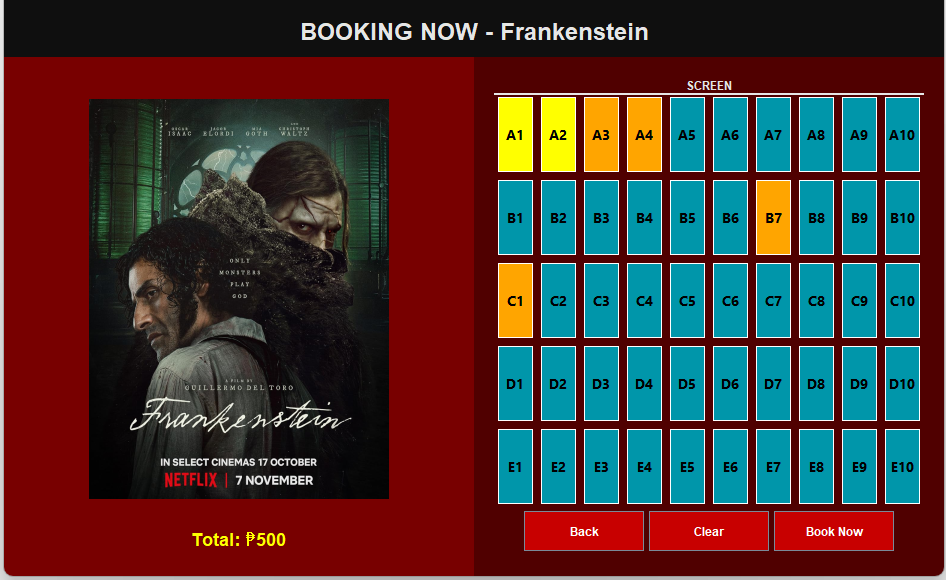 BOOKING NOW - Frankenstein
OSCAR ISAAC
JACOB ELORDI
MIA GOTH
AND CHRISTOPH WALTZ
ONLY
MONSTERS
PLAY
GOD
A FILM BY
GUILLERMO DEL TORO
Frankenstein
IN SELECT CINEMAS 17 OCTOBER
NETFLIX | 7 NOVEMBER
Total: ₱500
SCREEN
A1 A2 A3 A4 A5 A6 A7 A8 A9 A10
B1 B2 B3 B4 B5 B6 B7 B8 B9 B10
C1 C2 C3 C4 C5 C6 C7 C8 C9 C10
D1 D2 D3 D4 D5 D6 D7 D8 D9 D10
E1 E2 E3 E4 E5 E6 E7 E8 E9 E10
Back Clear Book Now